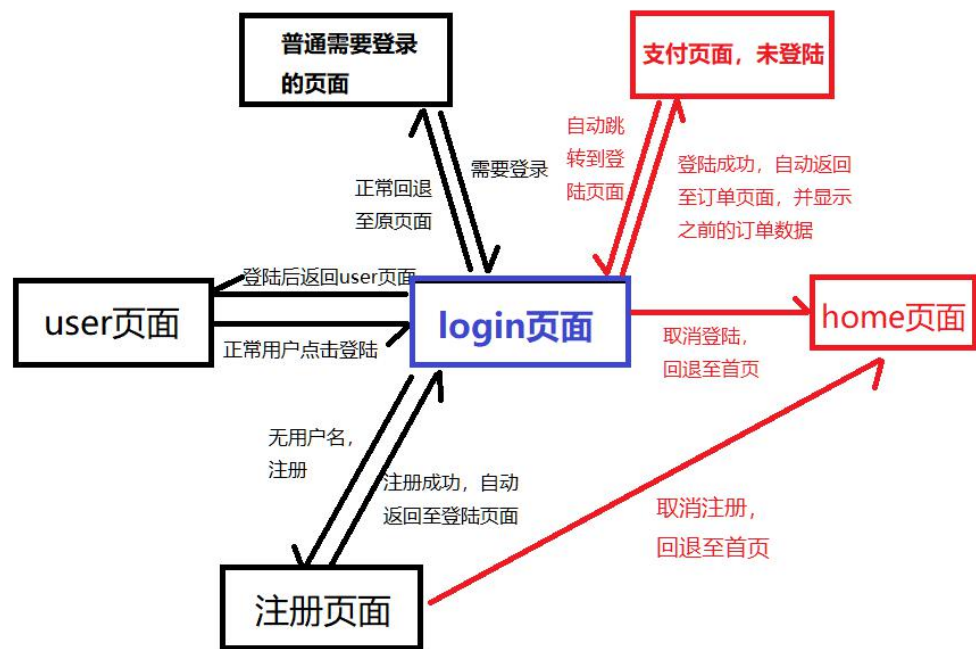 普通需要登录
的页面
支付页面，未登陆
自动跳
转到登
陆页面
需要登录
正常回退
至原页面
登陆成功，自动返回
至订单页面，并显示
之前的订单数据
登陆后返回user页面
user页面
login页面
home页面
正常用户点击登陆
取消登陆，
回退至首页
无用户名，
注册
注册成功，自动
返回至登陆页面
取消注册，
回退至首页
注册页面